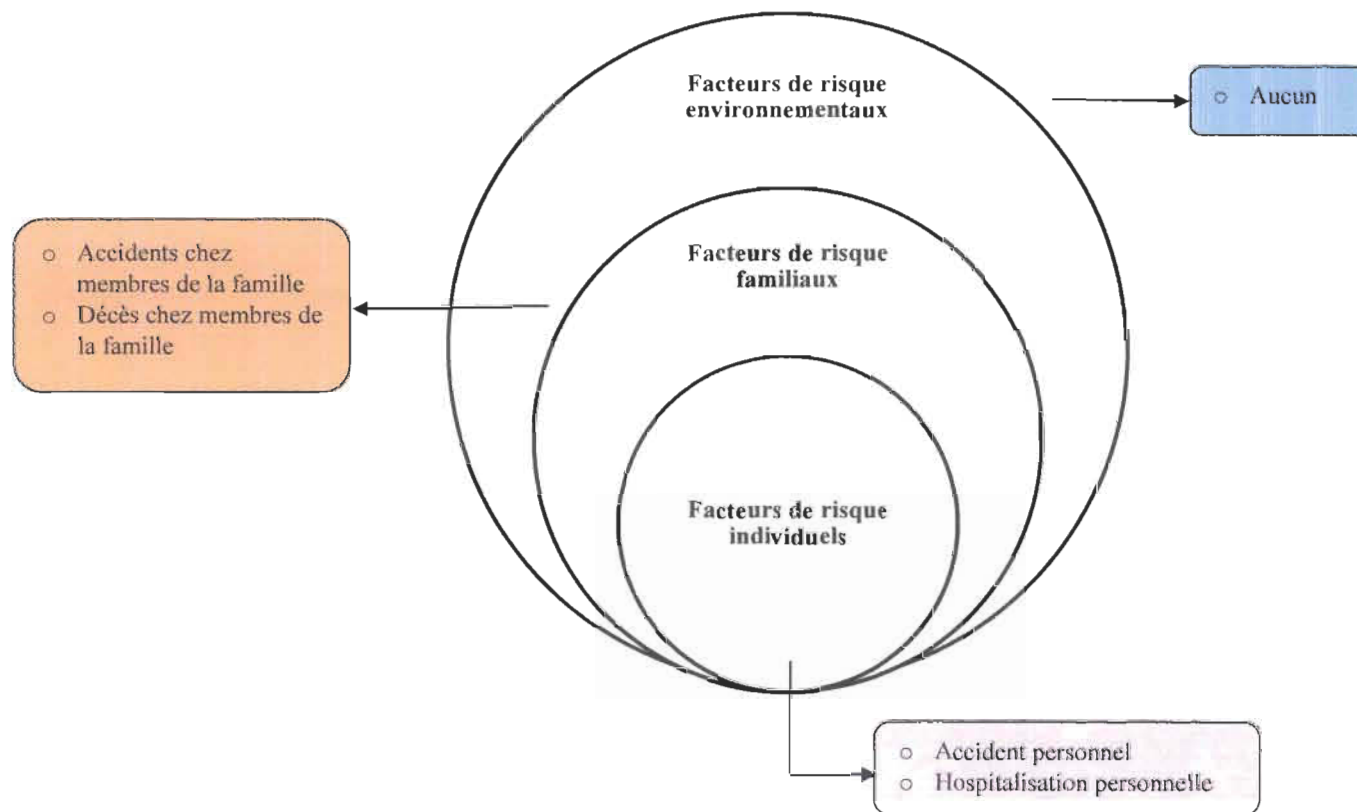 Facteurs de risque
environnementaux
○ Aucun
Facteurs de risque
familiaux
○ Accidents chez
membres de la famille
○ Décès chez membres de
la famille
Facteurs de risque
individuels
○ Accident personnel
○ Hospitalisation personnelle